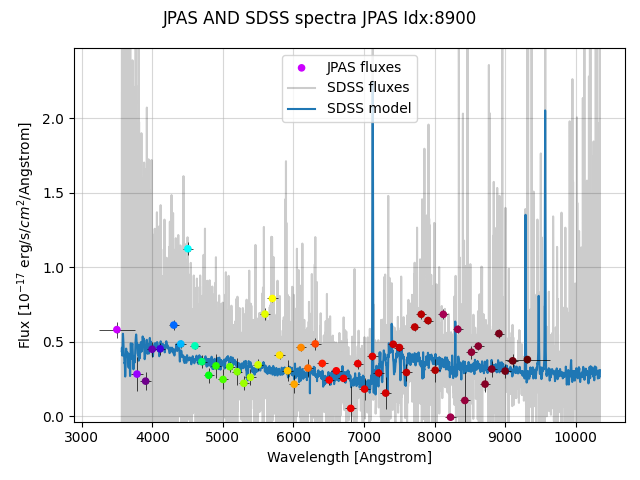 JPAS AND SDSS spectra JPAS Idx:8900
JPAS fluxes
SDSS fluxes
SDSS model
Flux [10⁻¹⁷ erg/s/cm²/Angstrom]
2.0
1.5
1.0
0.5
0.0
3000 4000 5000 6000 7000 8000 9000 10000
Wavelength [Angstrom]